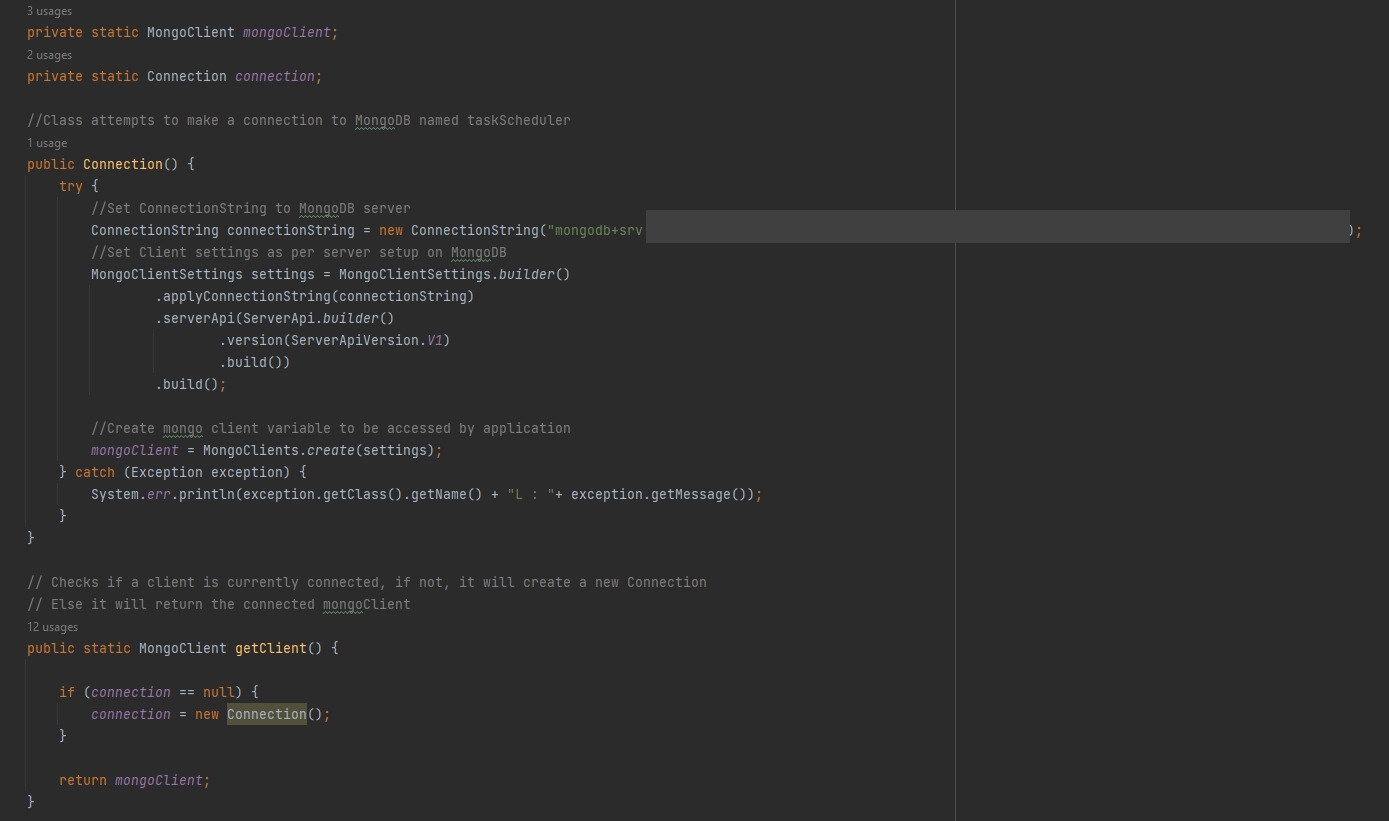 3 usages
private static MongoClient mongoClient;
2 usages
private static Connection connection;
//Class attempts to make a connection to MongoDB named taskScheduler
1 usage
public Connection() {
try {
//Set ConnectionString to MongoDB server
ConnectionString connectionString = new ConnectionString("mongodb+srv );
//Set Client settings as per server setup on MongoDB
MongoClientSettings settings = MongoClientSettings.builder()
.applyConnectionString(connectionString)
.serverApi(ServerApi.builder()
.version(ServerApiVersion.V1)
.build())
.build();
//Create mongo client variable to be accessed by application
mongoClient = MongoClients.create(settings);
} catch (Exception exception) {
System.err.println(exception.getClass().getName() + "L : "+ exception.getMessage());
}
}
// Checks if a client is currently connected, if not, it will create a new Connection
// Else it will return the connected mongoClient
12 usages
public static MongoClient getClient() {
if (connection == null) {
connection = new Connection();
}
return mongoClient;
}